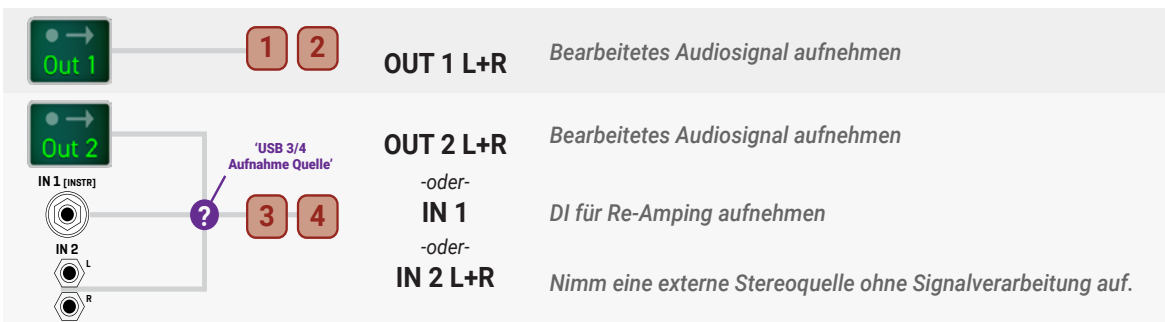 Out 1
1 2
OUT 1 L+R
Bearbeitetes Audiosignal aufnehmen
Out 2
OUT 2 L+R
Bearbeitetes Audiosignal aufnehmen
'USB 3/4
Aufnahme Quelle'
-oder-
IN 1 [INSTR]
?
3 4
IN 1
DI für Re-Amping aufnehmen
-oder-
IN 2
L
R
IN 2 L+R
Nimm eine externe Stereoquelle ohne Signalverarbeitung auf.